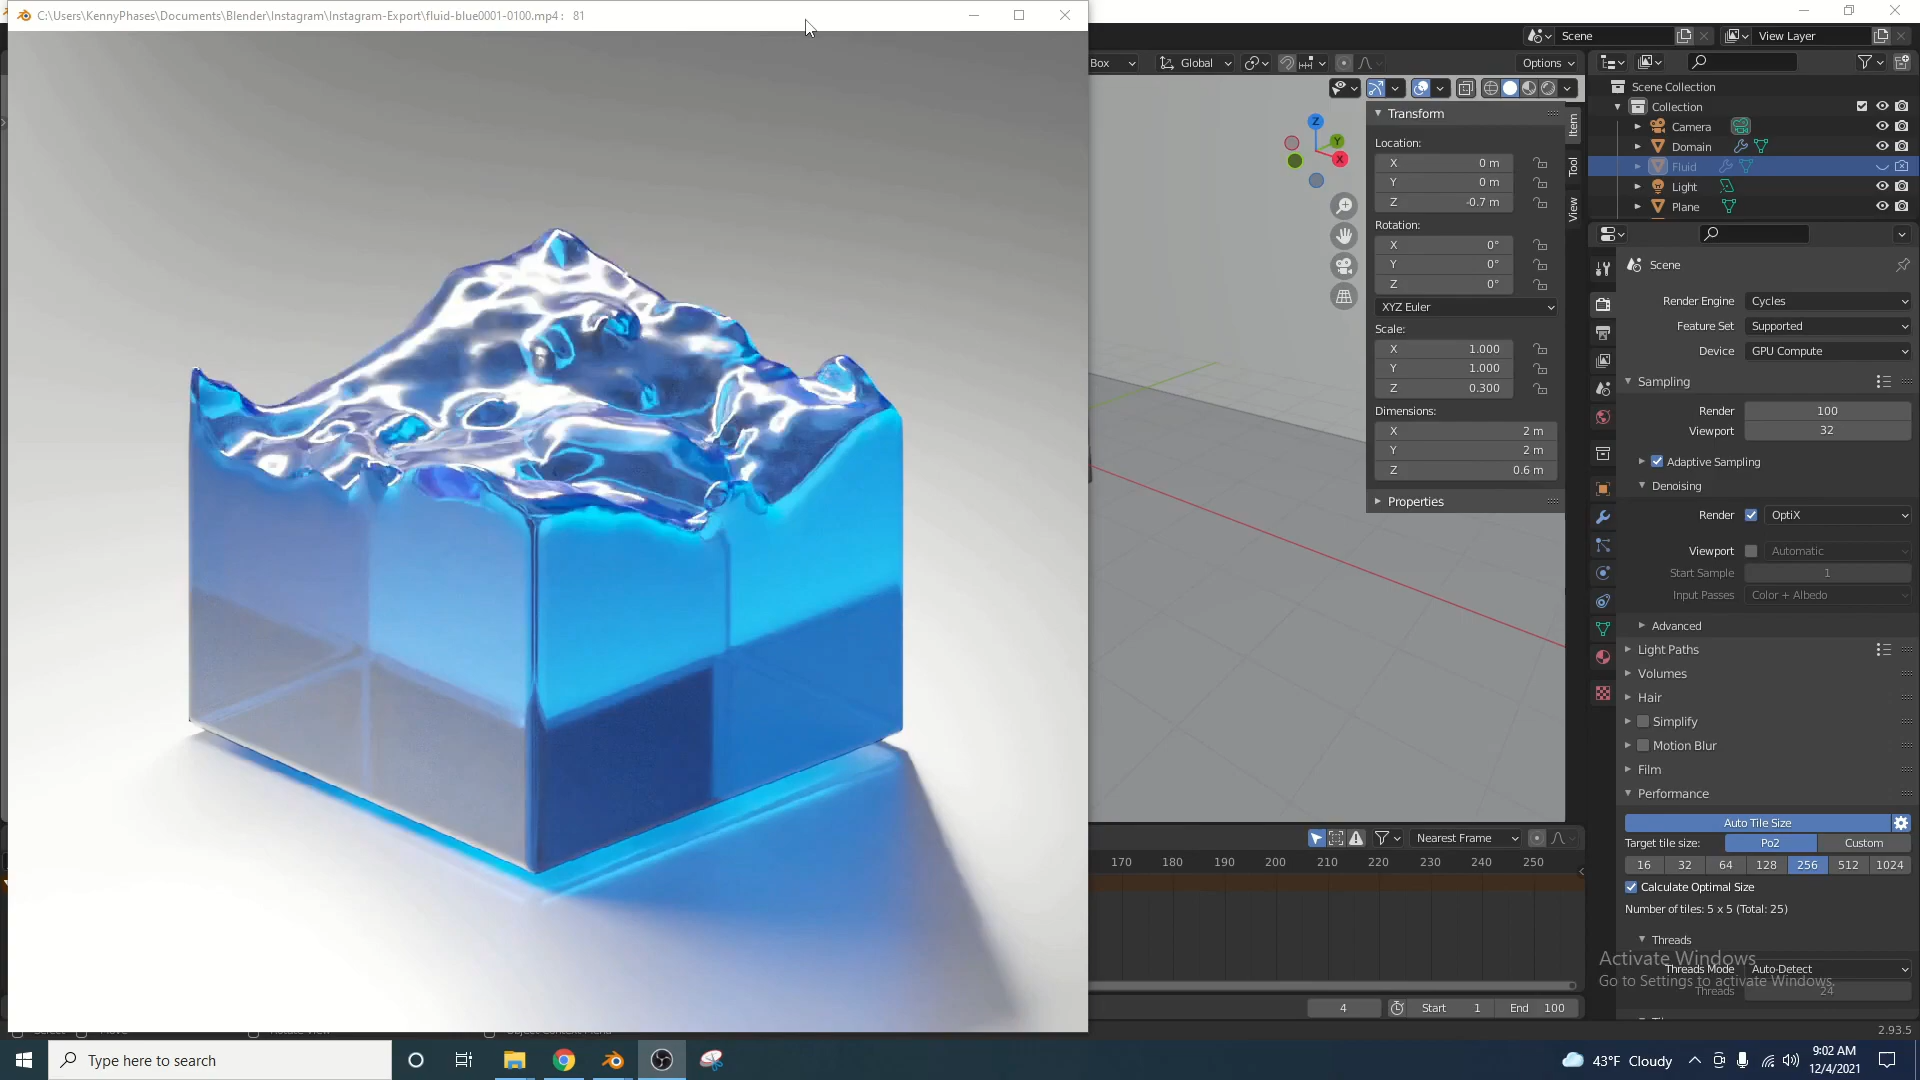 C:\Users\KennyPhases\Documents\Blender\Instagram\Instagram-Export\fluid-blue0001-0100.mp4: 81
Scene
View Layer
Box
Global
Options
Scene Collection
Collection
Camera
Domain
Fluid
Light
Plane
Z
Y
X
Item
Tool
View
Transform
Location:
X 0 m
Y 0 m
Z -0.7 m
Rotation:
X 0°
Y 0°
Z 0°
XYZ Euler
Scale:
X 1.000
Y 1.000
Z 0.300
Dimensions:
X 2 m
Y 2 m
Z 0.6 m
Properties
Scene
Render Engine Cycles
Feature Set Supported
Device GPU Compute
Sampling
Render 100
Viewport 32
Adaptive Sampling
Denoising
Render OptiX
Viewport Automatic
Start Sample 1
Input Passes Color + Albedo
Advanced
Light Paths
Volumes
Hair
Simplify
Motion Blur
Film
Performance
Auto Tile Size
Target tile size: Po2 Custom
16 32 64 128 256 512 1024
Calculate Optimal Size
Number of tiles: 5 x 5 (Total: 25)
Threads
Threads Mode Auto-Detect
Threads 24
Activate Windows
Go to Settings to activate Windows.
Nearest Frame
170 180 190 200 210 220 230 240 250
4 Start 1 End 100
2.93.5
Type here to search
43°F Cloudy
9:02 AM
12/4/2021